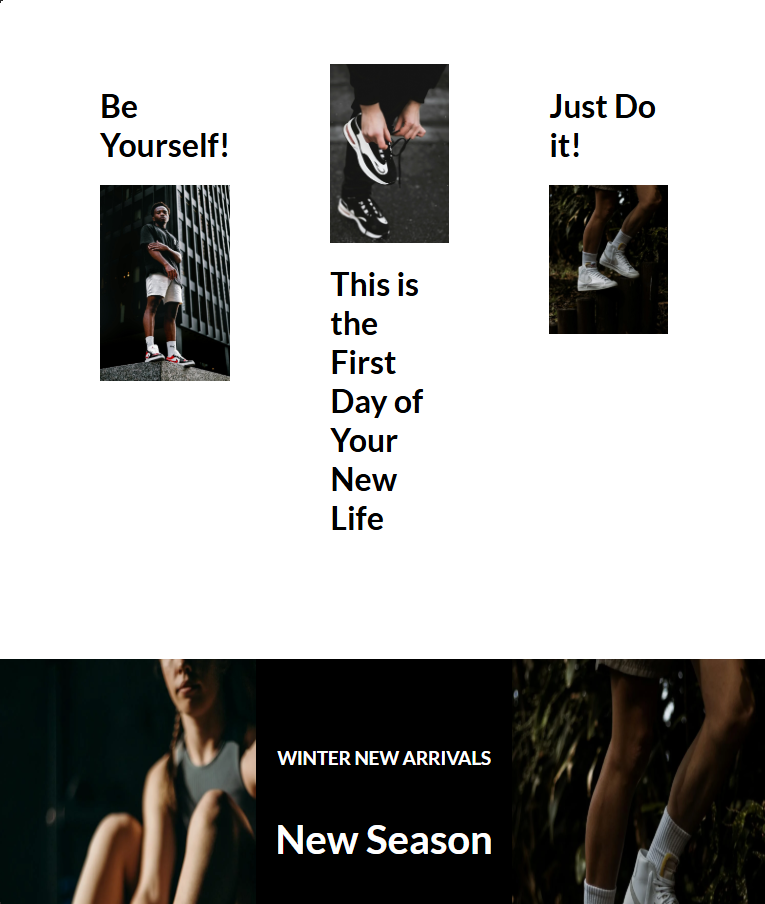 Be
Yourself!
This is
the
First
Day of
Your
New
Life
Just Do
it!
WINTER NEW ARRIVALS
New Season